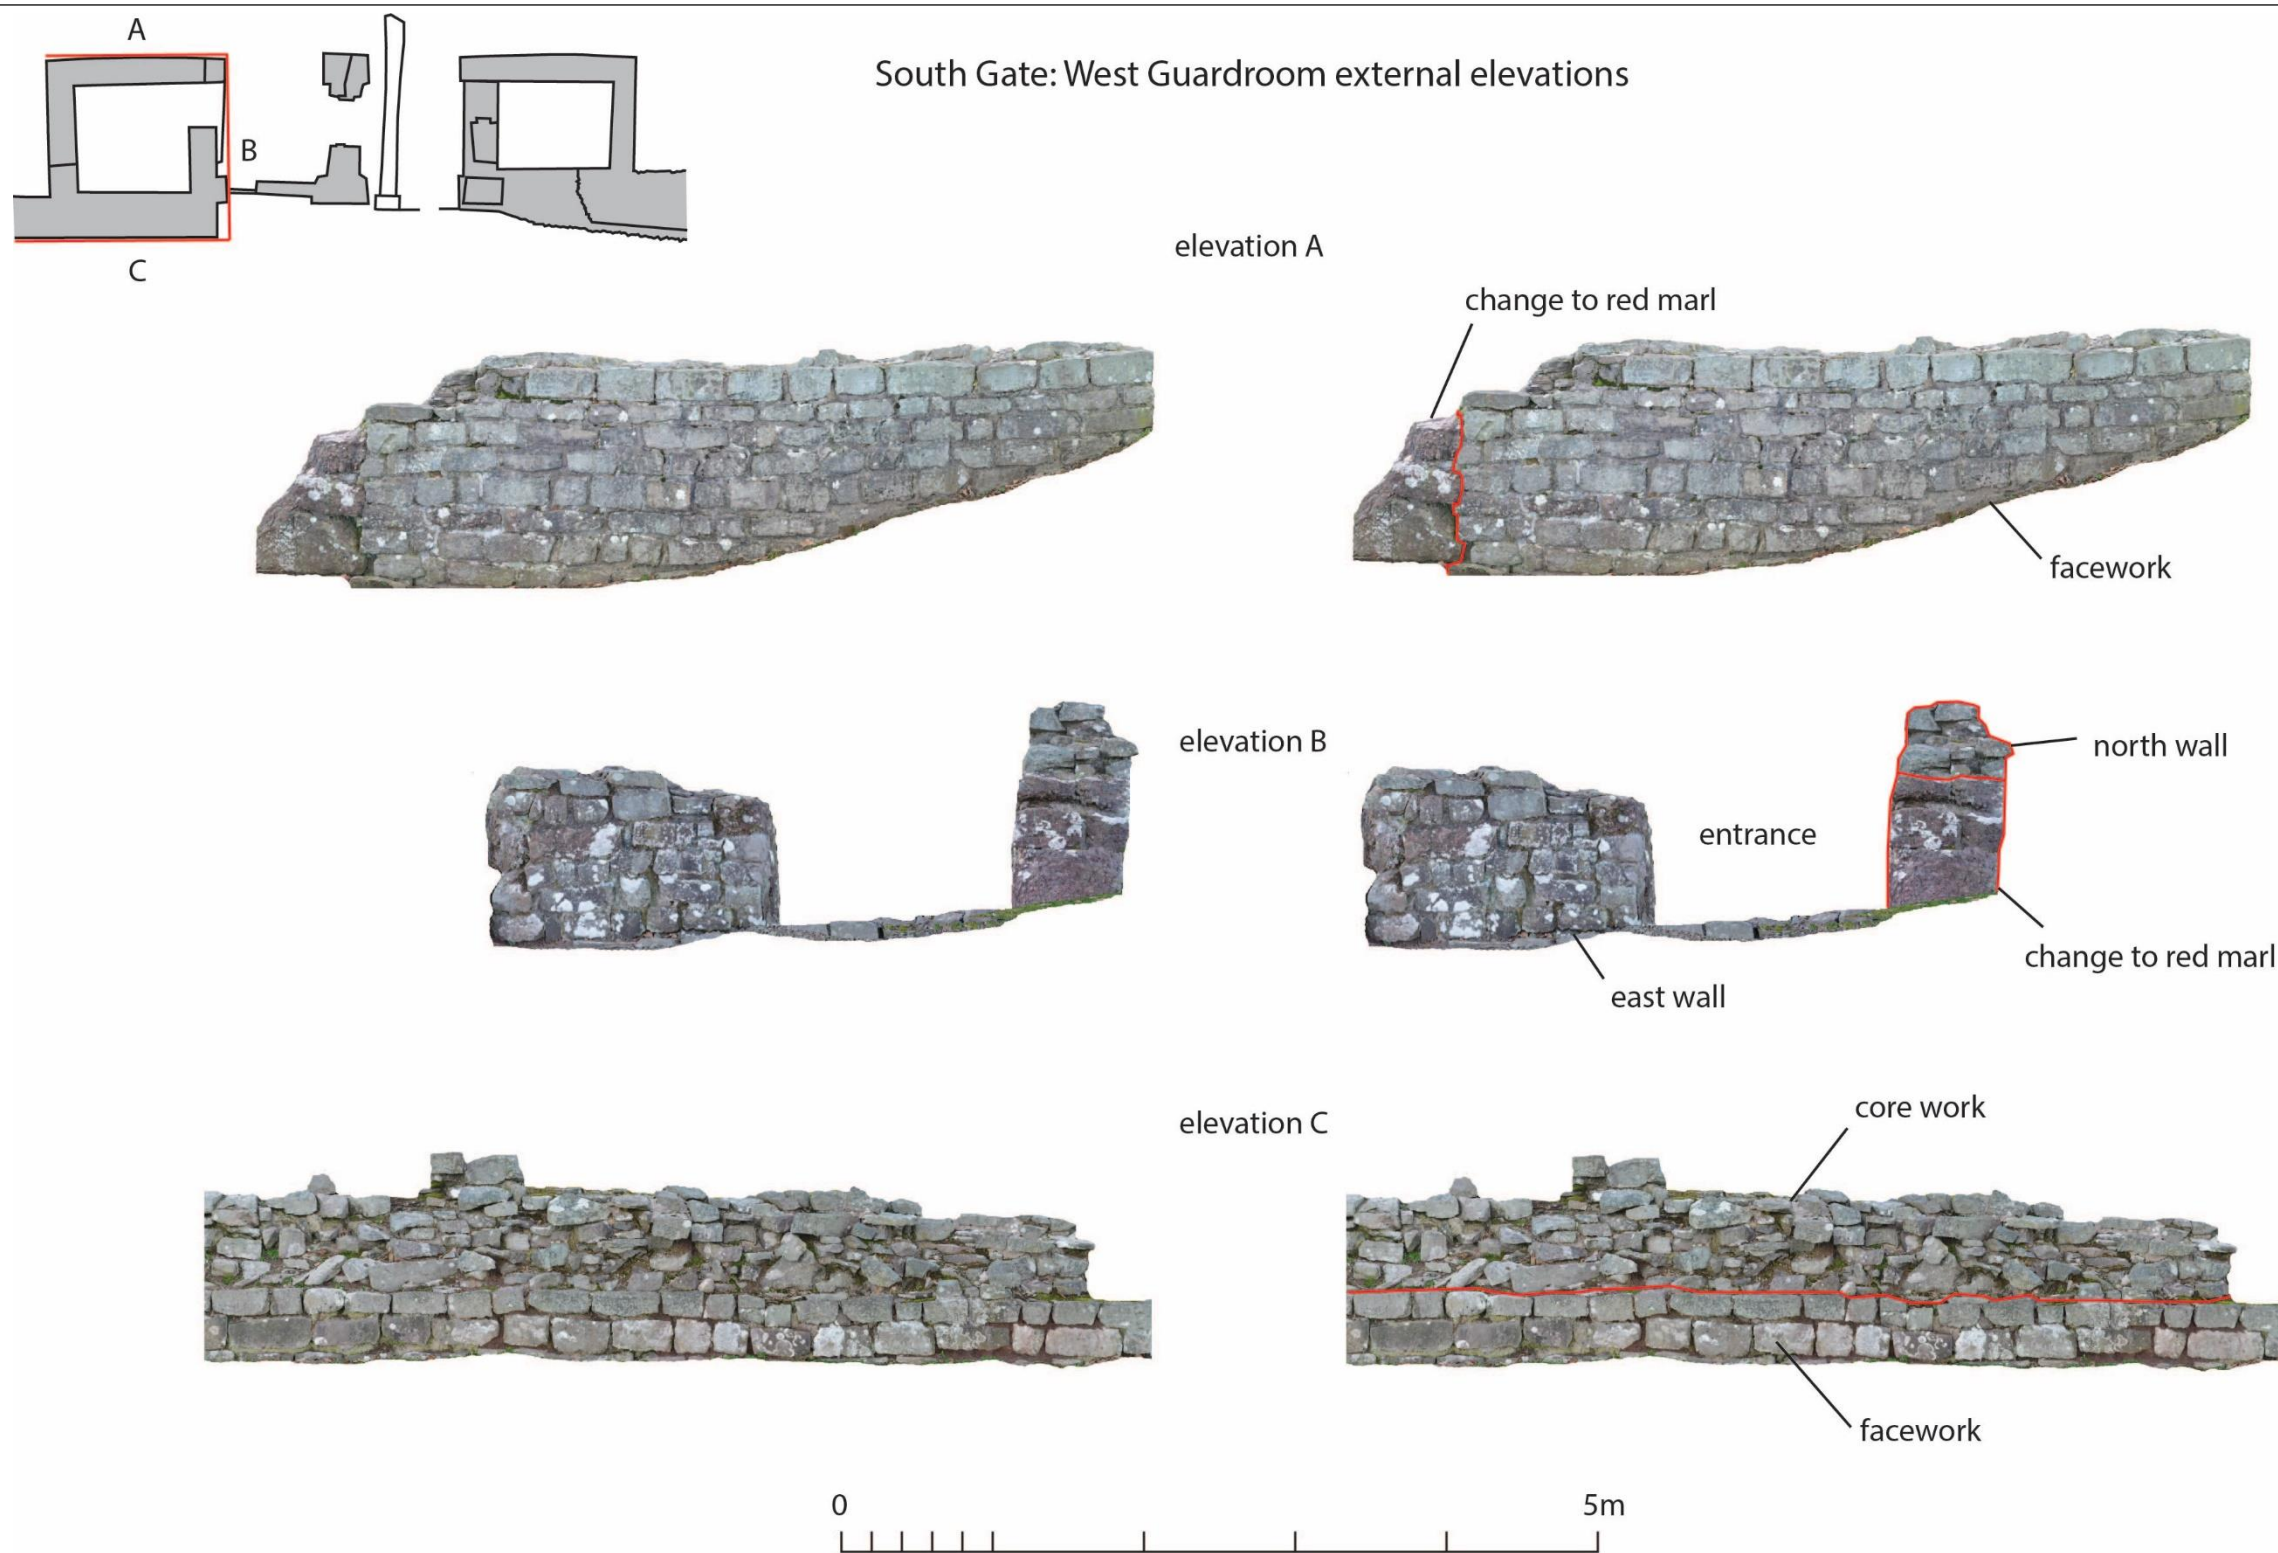 A
South Gate: West Guardroom external elevations
B
C
elevation A
change to red marl
facework
elevation B
north wall
entrance
change to red marl
east wall
elevation C
core work
facework
0
5m